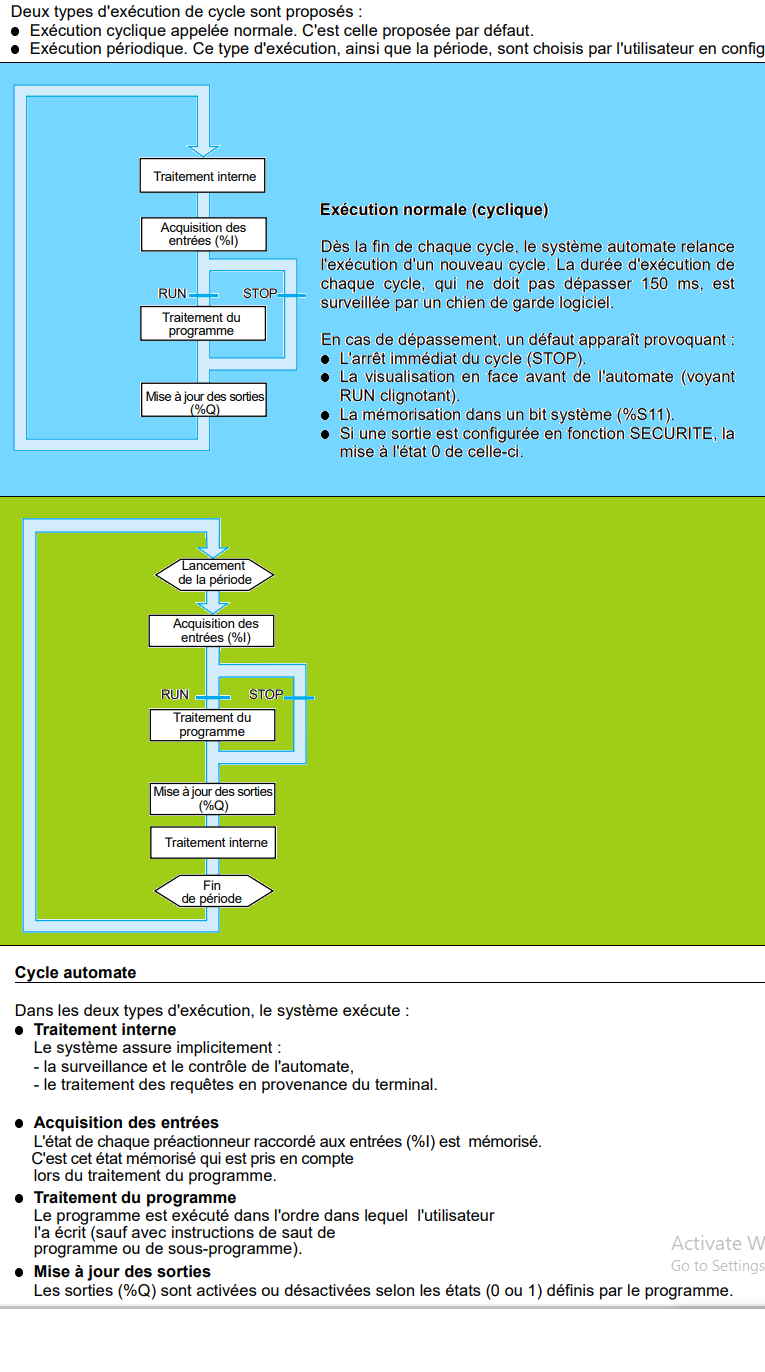 Deux types d'exécution de cycle sont proposés :
● Exécution cyclique appelée normale. C'est celle proposée par défaut.
● Exécution périodique. Ce type d'exécution, ainsi que la période, sont choisis par l'utilisateur en config
Traitement interne
Acquisition des
entrées (%I)
RUN STOP
Traitement du
programme
Mise à jour des sorties
(%Q)
Exécution normale (cyclique)
Dès la fin de chaque cycle, le système automate relance
l'exécution d'un nouveau cycle. La durée d'exécution de
chaque cycle, qui ne doit pas dépasser 150 ms, est
surveillée par un chien de garde logiciel.
En cas de dépassement, un défaut apparaît provoquant :
● L'arrêt immédiat du cycle (STOP).
● La visualisation en face avant de l'automate (voyant
RUN clignotant).
● La mémorisation dans un bit système (%S11).
● Si une sortie est configurée en fonction SECURITE, la
mise à l'état 0 de celle-ci.
Lancement
de la période
Acquisition des
entrées (%I)
RUN STOP
Traitement du
programme
Mise à jour des sorties
(%Q)
Traitement interne
Fin
de période
Cycle automate
Dans les deux types d'exécution, le système exécute :
● Traitement interne
Le système assure implicitement :
- la surveillance et le contrôle de l'automate,
- le traitement des requêtes en provenance du terminal.
● Acquisition des entrées
L'état de chaque préactionneur raccordé aux entrées (%I) est mémorisé.
C'est cet état mémorisé qui est pris en compte
lors du traitement du programme.
● Traitement du programme
Le programme est exécuté dans l'ordre dans lequel l'utilisateur
l'a écrit (sauf avec instructions de saut de
programme ou de sous-programme).
● Mise à jour des sorties
Les sorties (%Q) sont activées ou désactivées selon les états (0 ou 1) définis par le programme.
Activate W
Go to Settings